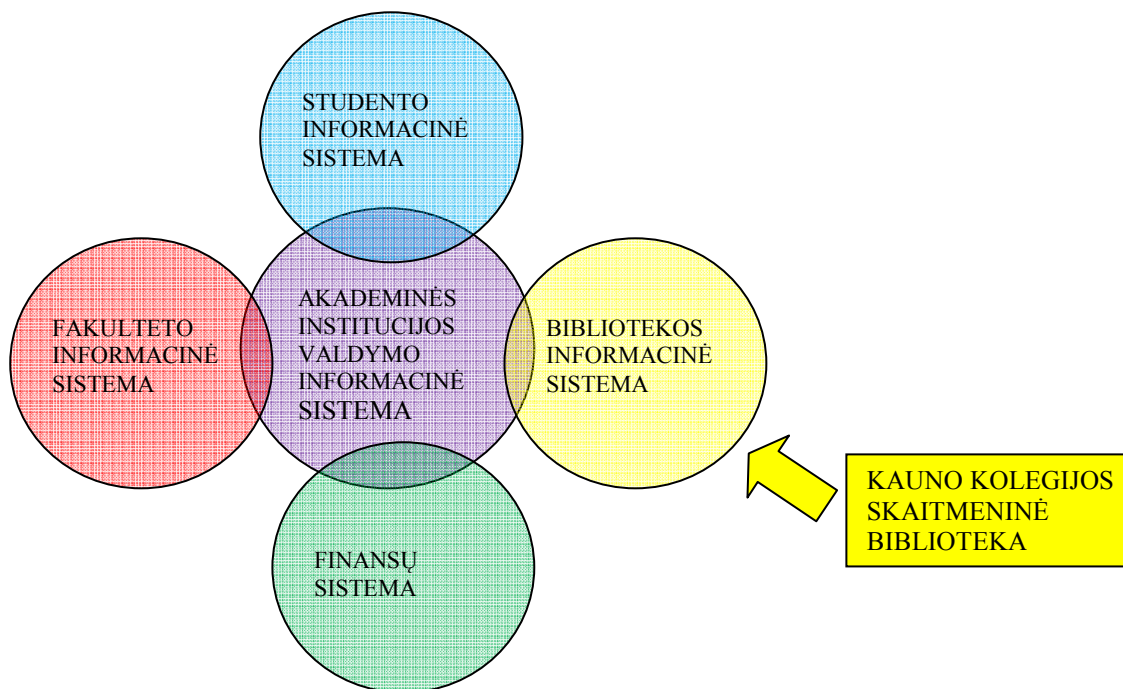 STUDENTO
INFORMACINĖ
SISTEMA
FAKULTETO
INFORMACINĖ
SISTEMA
AKADEMINĖS
INSTITUCIJOS
VALDYMO
INFORMACINĖ
SISTEMA
BIBLIOTEKOS
INFORMACINĖ
SISTEMA
KAUNO KOLEGIJOS
SKAITMENINĖ
BIBLIOTEKA
FINANSŲ
SISTEMA